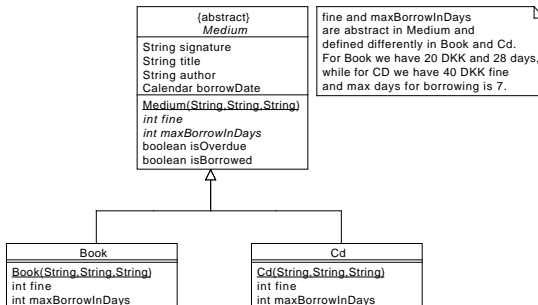 {abstract}
Medium
String signature
String title
String author
Calendar borrowDate
Medium(String,String,String)
int fine
int maxBorrowInDays
boolean isOverdue
boolean isBorrowed
fine and maxBorrowInDays
are abstract in Medium and
defined differently in Book and Cd.
For Book we have 20 DKK and 28 days,
while for CD we have 40 DKK fine
and max days for borrowing is 7.
Book
Book(String,String,String)
int fine
int maxBorrowInDays
Cd
Cd(String,String,String)
int fine
int maxBorrowInDays